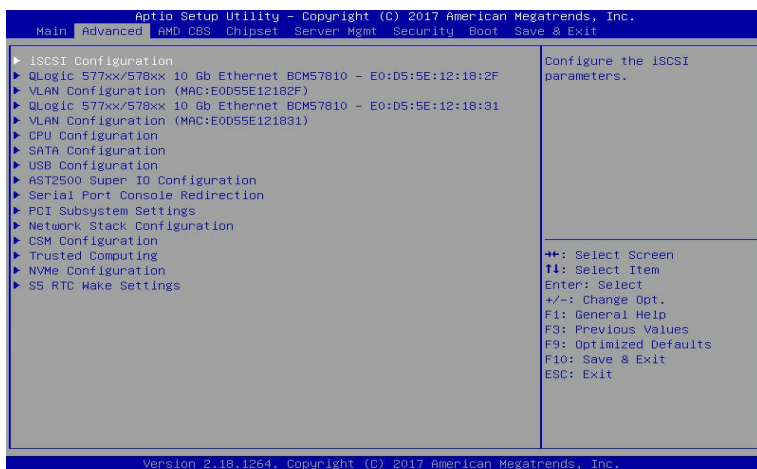 Aptio Setup Utility – Copyright (C) 2017 American Megatrends, Inc.
Main Advanced AMD CBS Chipset Server Mgmt Security Boot Save & Exit
▶ iSCSI Configuration
▶ QLogic 577xx/578xx 10 Gb Ethernet BCM57810 – E0:D5:5E:12:18:2F
▶ VLAN Configuration (MAC:E0D55E12182F)
▶ QLogic 577xx/578xx 10 Gb Ethernet BCM57810 – E0:D5:5E:12:18:31
▶ VLAN Configuration (MAC:E0D55E121831)
▶ CPU Configuration
▶ SATA Configuration
▶ USB Configuration
▶ AST2500 Super IO Configuration
▶ Serial Port Console Redirection
▶ PCI Subsystem Settings
▶ Network Stack Configuration
▶ CSM Configuration
▶ Trusted Computing
▶ NVMe Configuration
▶ S5 RTC Wake Settings
Configure the iSCSI
parameters.
→←: Select Screen
↑↓: Select Item
Enter: Select
+/-: Change Opt.
F1: General Help
F3: Previous Values
F9: Optimized Defaults
F10: Save & Exit
ESC: Exit
Version 2.18.1264. Copyright (C) 2017 American Megatrends, Inc.